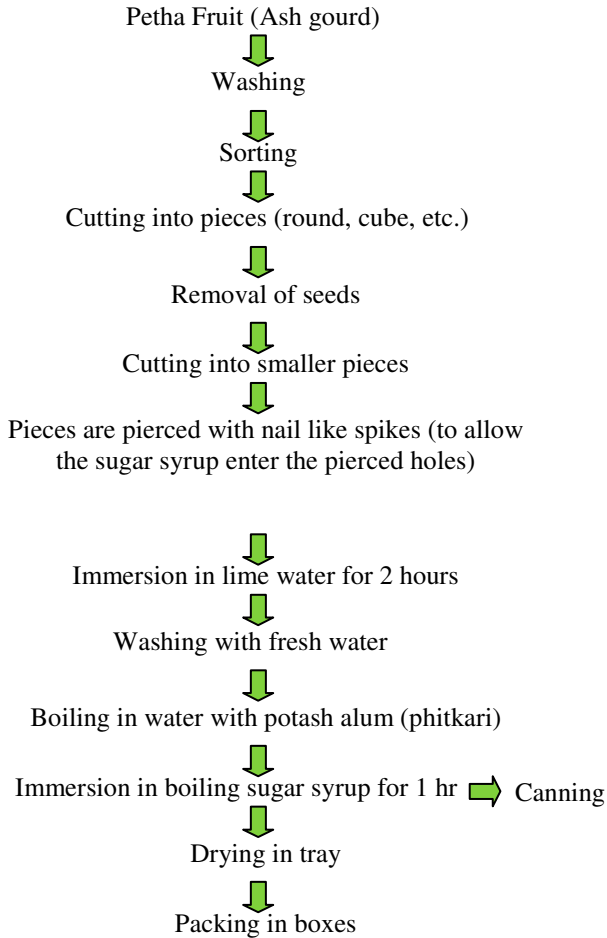 Petha Fruit (Ash gourd)
Washing
Sorting
Cutting into pieces (round, cube, etc.)
Removal of seeds
Cutting into smaller pieces
Pieces are pierced with nail like spikes (to allow
the sugar syrup enter the pierced holes)
Immersion in lime water for 2 hours
Washing with fresh water
Boiling in water with potash alum (phitkari)
Immersion in boiling sugar syrup for 1 hr
Canning
Drying in tray
Packing in boxes